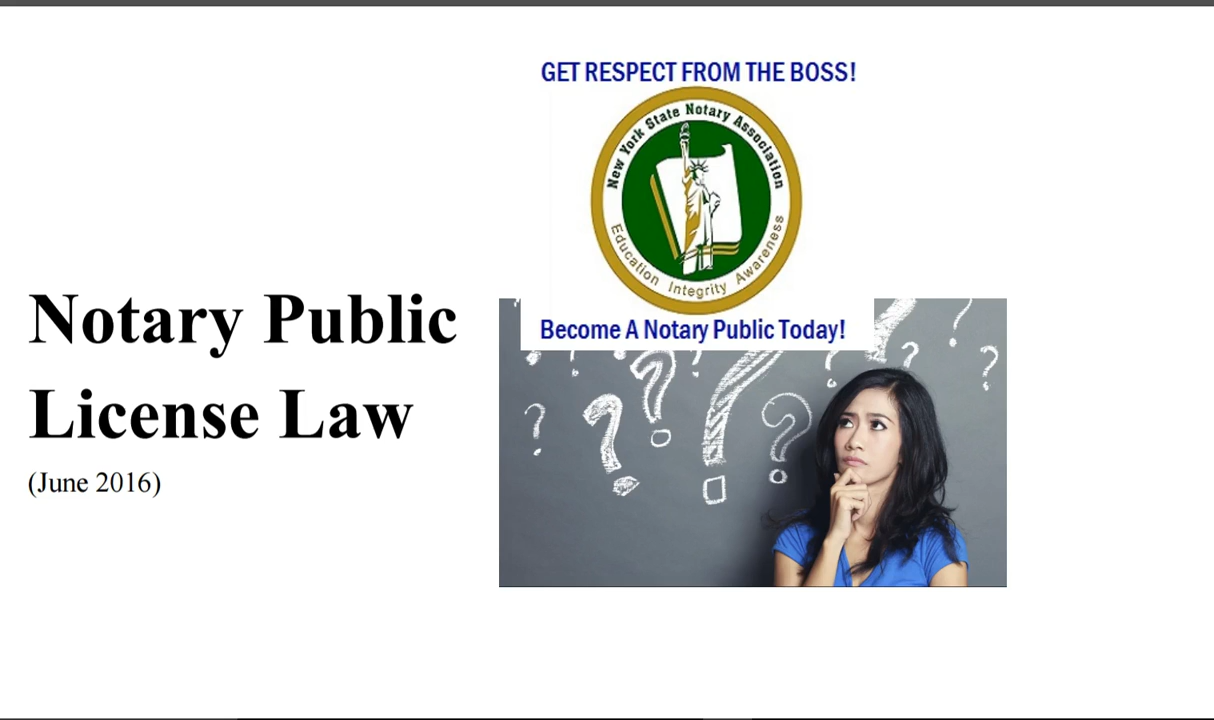 GET RESPECT FROM THE BOSS!
New York State Notary Association
Education Integrity Awareness
Become A Notary Public Today!
Notary Public
License Law
(June 2016)
? ? ? ? ? ? ? ?